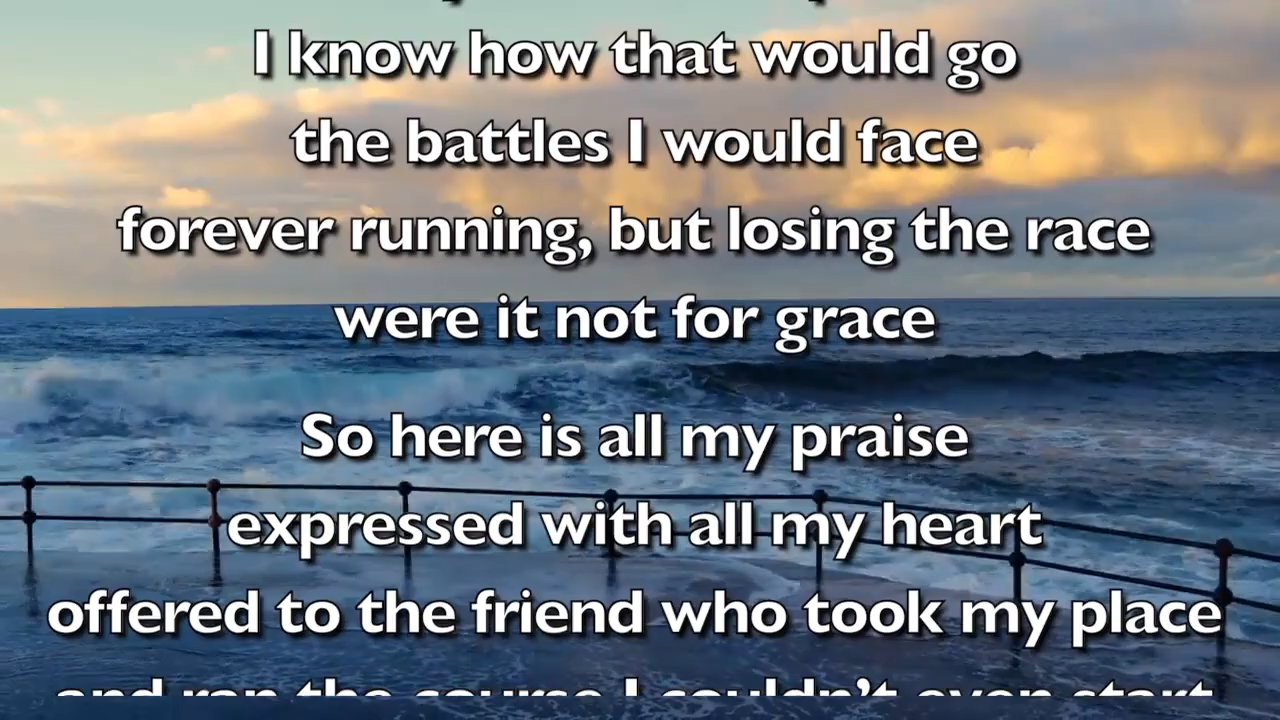 I know how that would go
the battles I would face
forever running, but losing the race
were it not for grace
So here is all my praise
expressed with all my heart
offered to the friend who took my place
and ran the course I couldn't even start